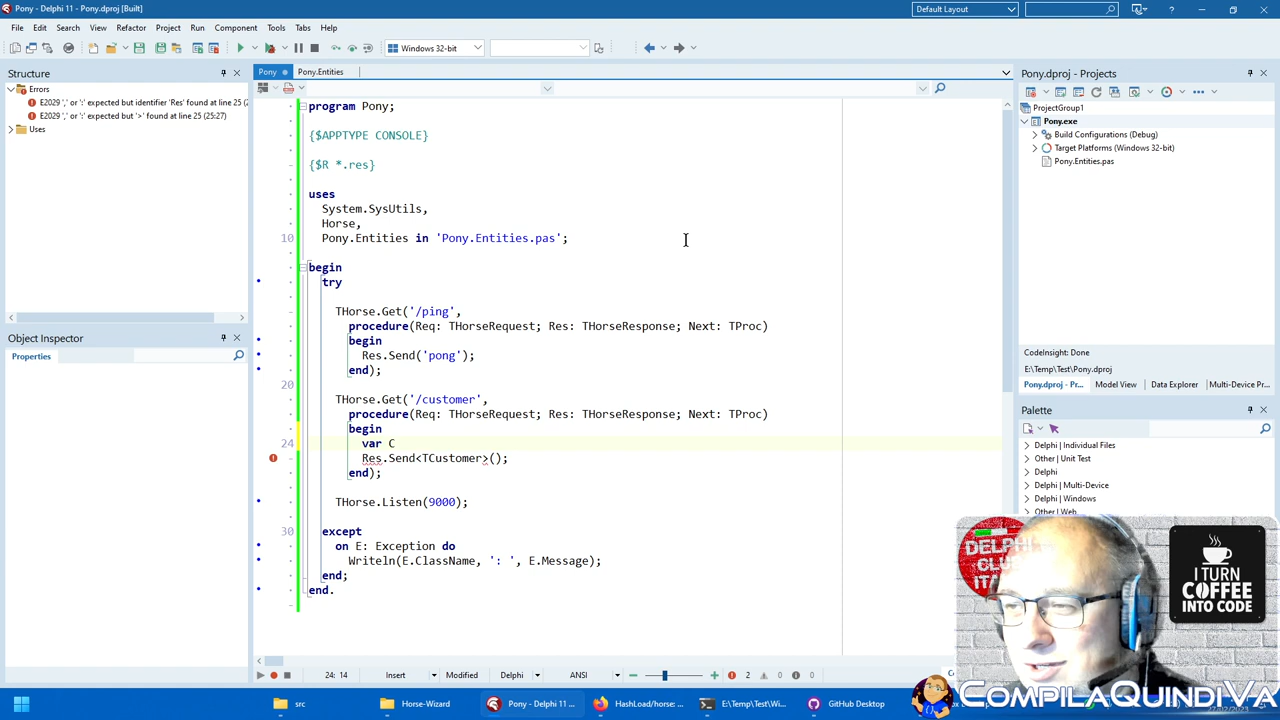 Pony - Delphi 11 - Pony.dproj [Built]
Default Layout
File Edit Search View Refactor Project Run Component Tools Tabs Help
Windows 32-bit
Structure
Errors
E2029 ',' or ':' expected but identifier 'Res' found at line 25 (2
E2029 ',' or ':' expected but '>' found at line 25 (25:27)
Uses
Object Inspector
Properties
Pony
Pony.Entities
program Pony;
{$APPTYPE CONSOLE}
{$R *.res}
uses
System.SysUtils,
Horse,
10 Pony.Entities in 'Pony.Entities.pas';
begin
try
THorse.Get('/ping',
procedure(Req: THorseRequest; Res: THorseResponse; Next: TProc)
begin
Res.Send('pong');
end);
20
THorse.Get('/customer',
procedure(Req: THorseRequest; Res: THorseResponse; Next: TProc)
begin
24 var C
Res.Send<TCustomer>();
end);
THorse.Listen(9000);
30 except
on E: Exception do
Writeln(E.ClassName, ': ', E.Message);
end;
end.
24: 14 Insert Modified Delphi ANSI 2 0 0
Pony.dproj - Projects
ProjectGroup1
Pony.exe
Build Configurations (Debug)
Target Platforms (Windows 32-bit)
Pony.Entities.pas
CodeInsight: Done
E:\Temp\Test\Pony.dproj
Pony.dproj - Pr... Model View Data Explorer Multi-Device Pr...
Palette
Delphi | Individual Files
Other | Unit Test
Delphi
Delphi | Multi-Device
Delphi | Windows
Other | Web
I TURN
COFFEE
INTO CODE
COMPILAQUINDIVA
src
Horse-Wizard
Pony - Delphi 11 ...
HashLoad/horse: ...
E:\Temp\Test\Wi...
GitHub Desktop